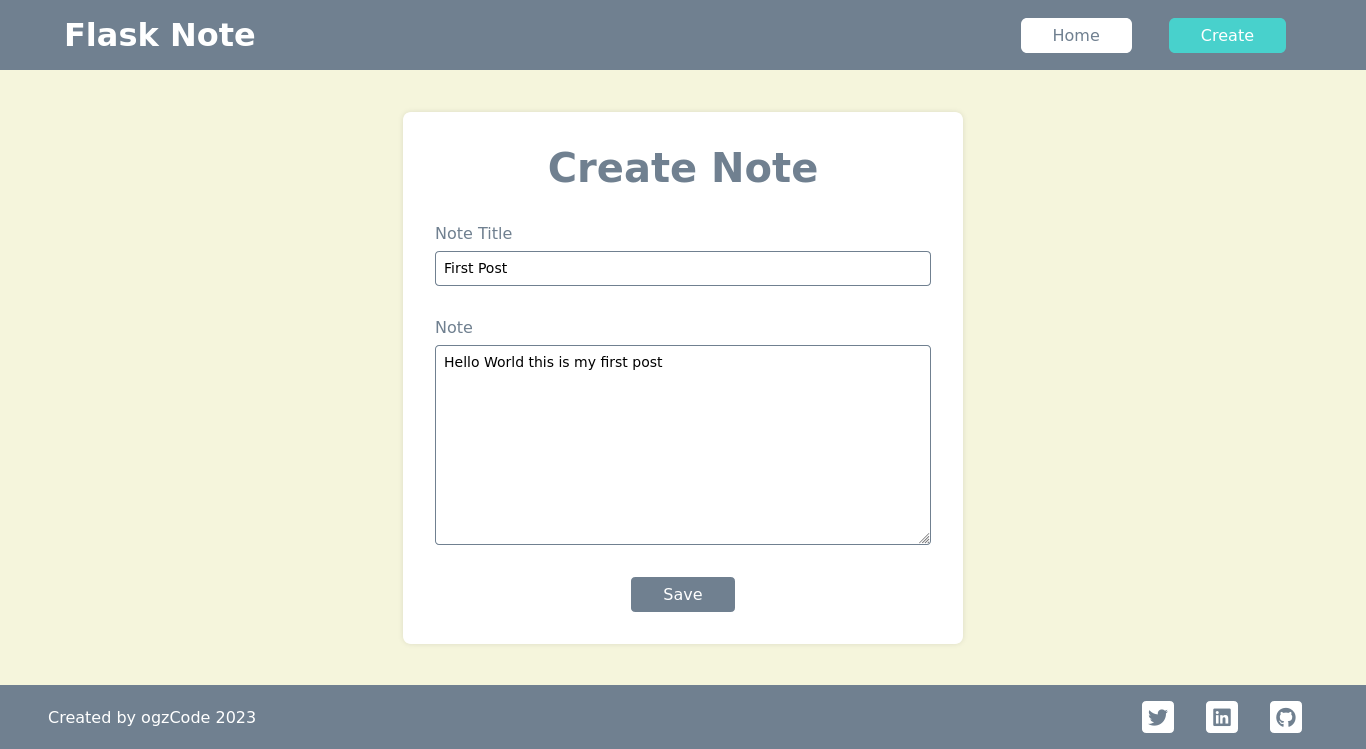 Flask Note
Home
Create
Create Note
Note Title
First Post
Note
Hello World this is my first post
Save
Created by ogzCode 2023